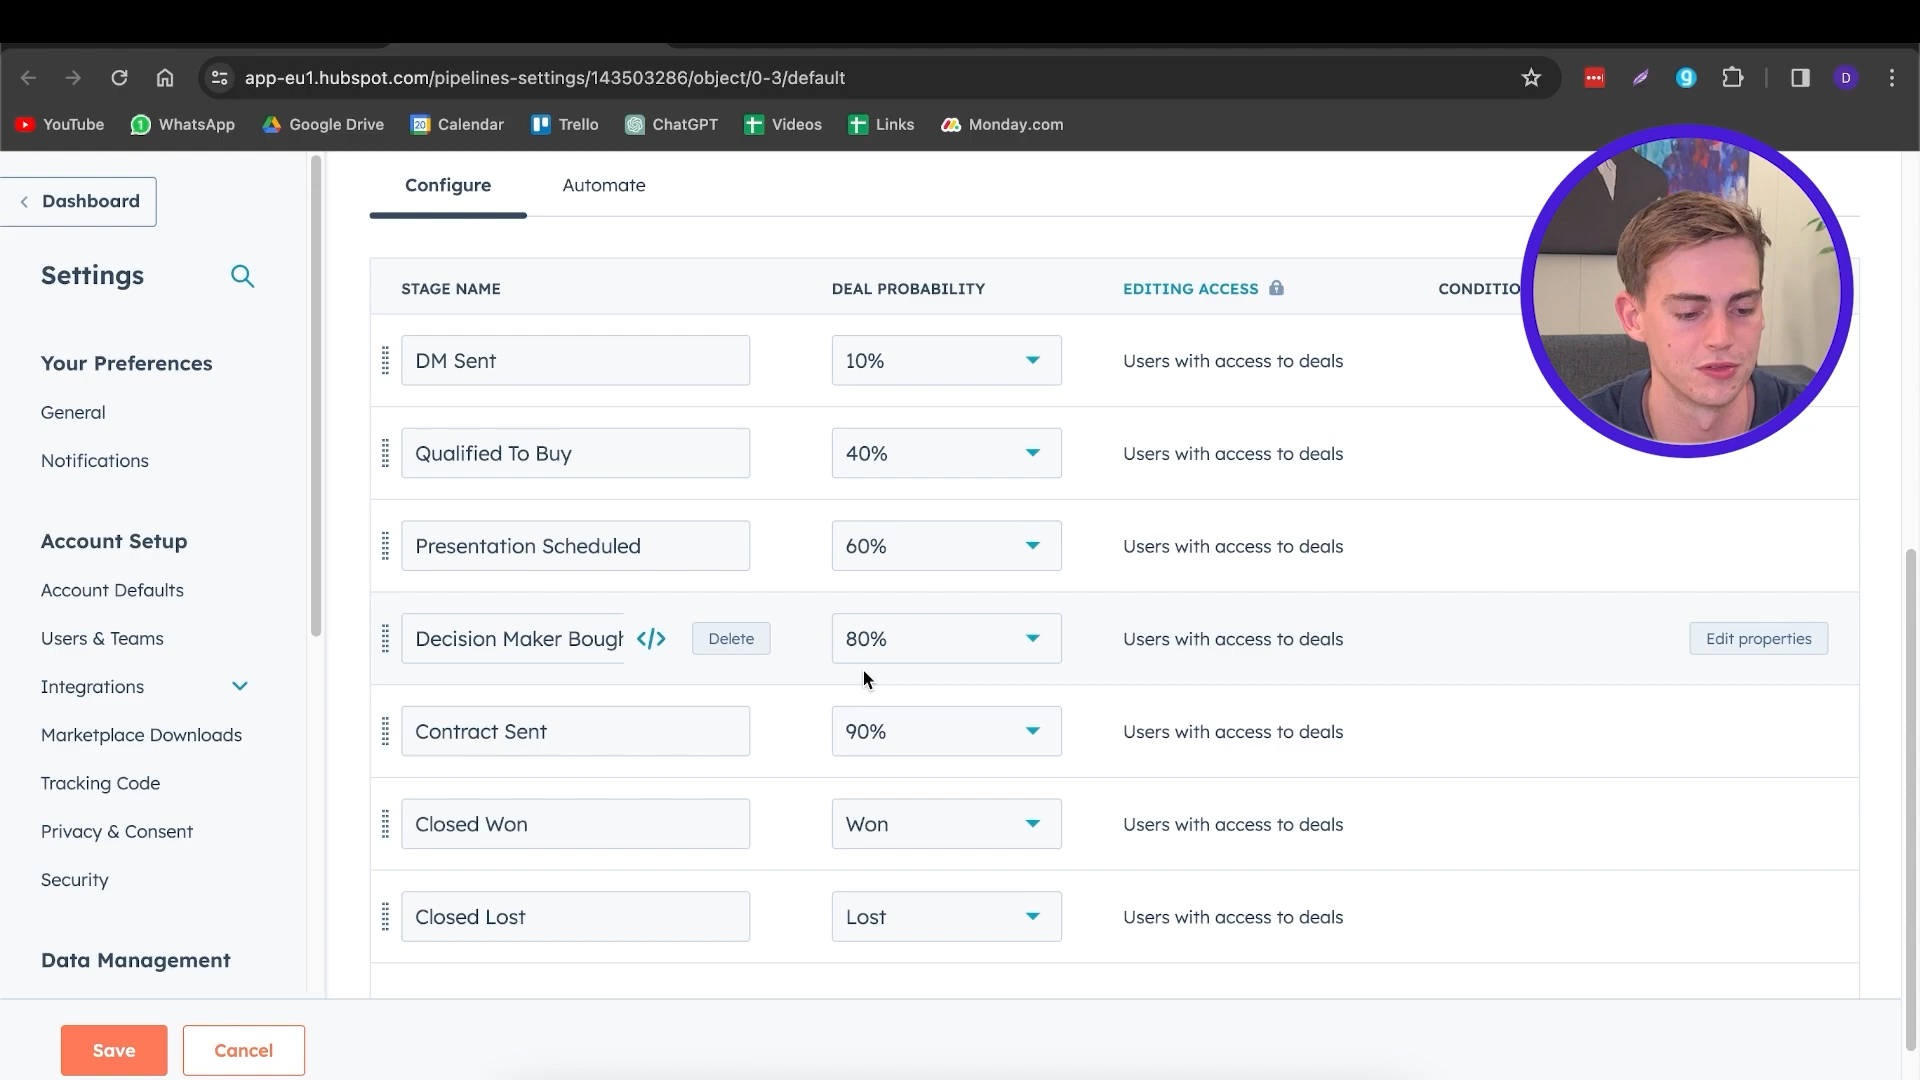 app-eu1.hubspot.com/pipelines-settings/143503286/object/0-3/default
D
YouTube
WhatsApp
Google Drive
20
Calendar
Trello
ChatGPT
Videos
Links
Monday.com
Dashboard
Settings
Your Preferences
General
Notifications
Account Setup
Account Defaults
Users & Teams
Integrations
Marketplace Downloads
Tracking Code
Privacy & Consent
Security
Data Management
Configure
Automate
STAGE NAME
DEAL PROBABILITY
EDITING ACCESS
CONDITIO
DM Sent
10%
Users with access to deals
Qualified To Buy
40%
Users with access to deals
Presentation Scheduled
60%
Users with access to deals
Decision Maker Bough
</>
Delete
80%
Users with access to deals
Edit properties
Contract Sent
90%
Users with access to deals
Closed Won
Won
Users with access to deals
Closed Lost
Lost
Users with access to deals
Save
Cancel